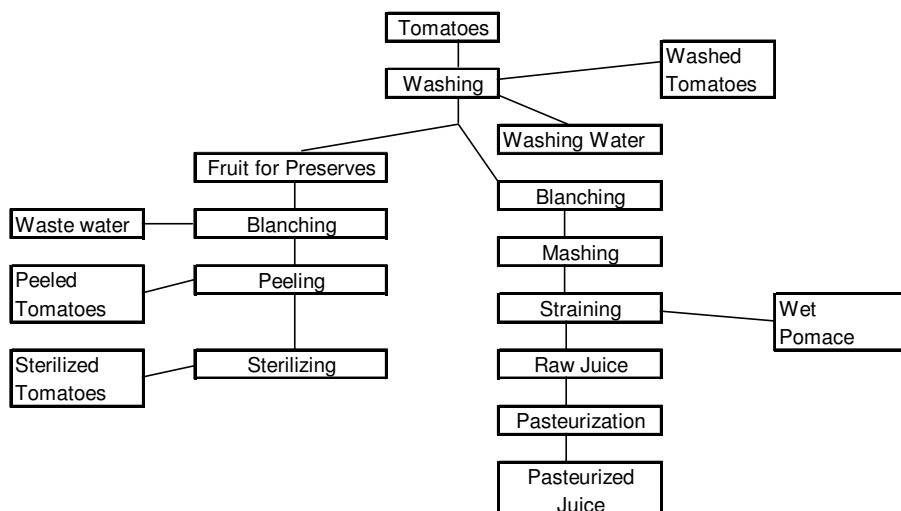 Tomatoes
Washing
Washed
Tomatoes
Washing Water
Fruit for Preserves
Blanching
Waste water
Blanching
Mashing
Peeled
Tomatoes
Peeling
Straining
Wet
Pomace
Sterilized
Tomatoes
Sterilizing
Raw Juice
Pasteurization
Pasteurized
Juice